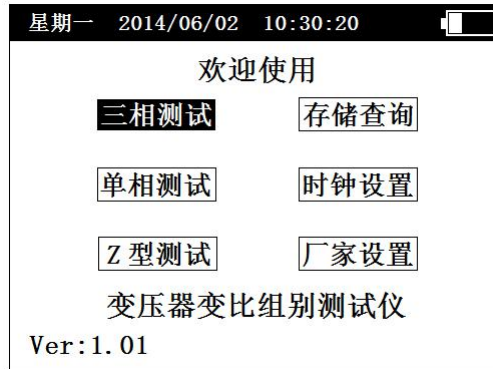 星期一 2014/06/02 10:30:20
欢迎使用
三相测试 存储查询
单相测试 时钟设置
Z型测试 厂家设置
变压器变比组别测试仪
Ver:1.01